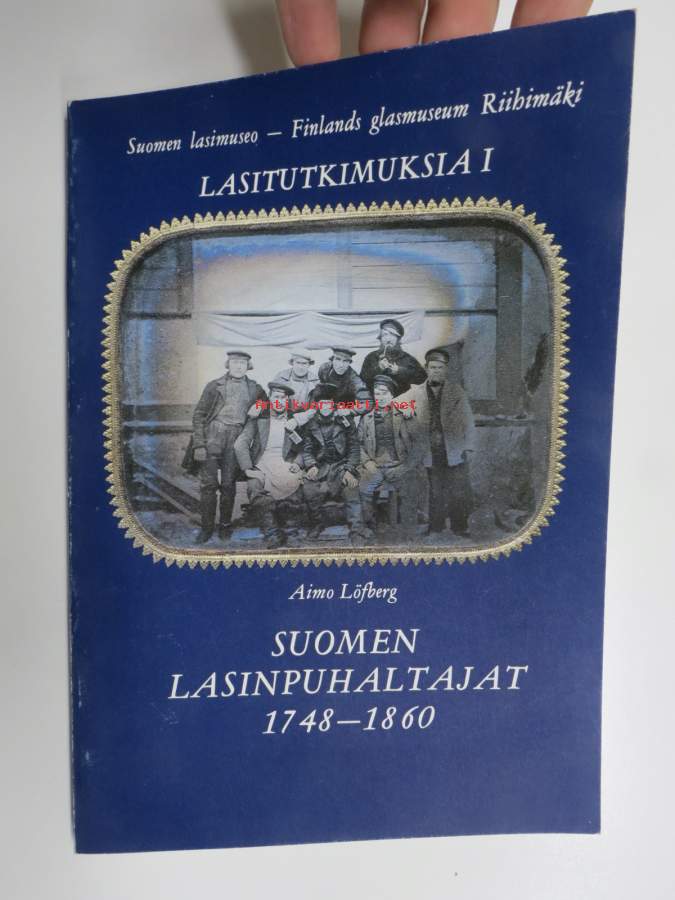 Suomen lasimuseo – Finlands glasmuseum Riihimäki
LASITUTKIMUKSIA I
antikvariaatti.net
Aimo Löfberg
SUOMEN
LASINPUHALTAJAT
1748–1860